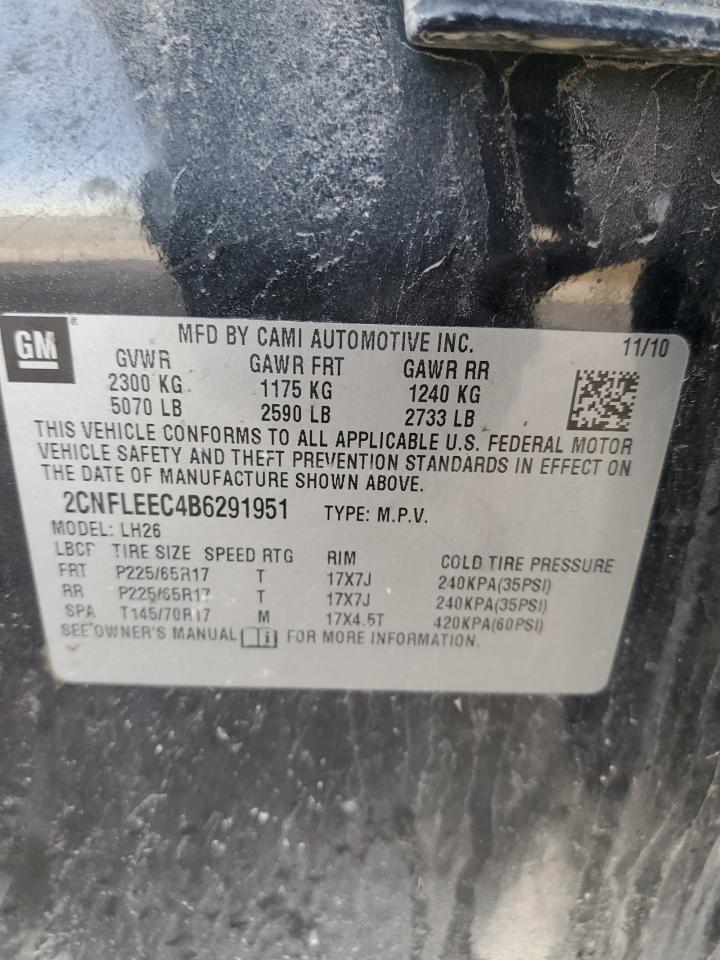 GM ® MFD BY CAMI AUTOMOTIVE INC. 11/10
GVWR GAWR FRT GAWR RR
2300 KG 1175 KG 1240 KG
5070 LB 2590 LB 2733 LB
THIS VEHICLE CONFORMS TO ALL APPLICABLE U.S. FEDERAL MOTOR
VEHICLE SAFETY AND THEFT PREVENTION STANDARDS IN EFFECT ON
THE DATE OF MANUFACTURE SHOWN ABOVE.
2CNFLEEC4B6291951 TYPE: M.P.V.
MODEL: LH26
LBCF TIRE SIZE SPEED RTG RIM COLD TIRE PRESSURE
FRT P225/65R17 T 17X7J 240KPA(35PSI)
RR P225/65R17 T 17X7J 240KPA(35PSI)
SPA T145/70R17 M 17X4.5T 420KPA(60PSI)
SEE OWNER'S MANUAL FOR MORE INFORMATION.